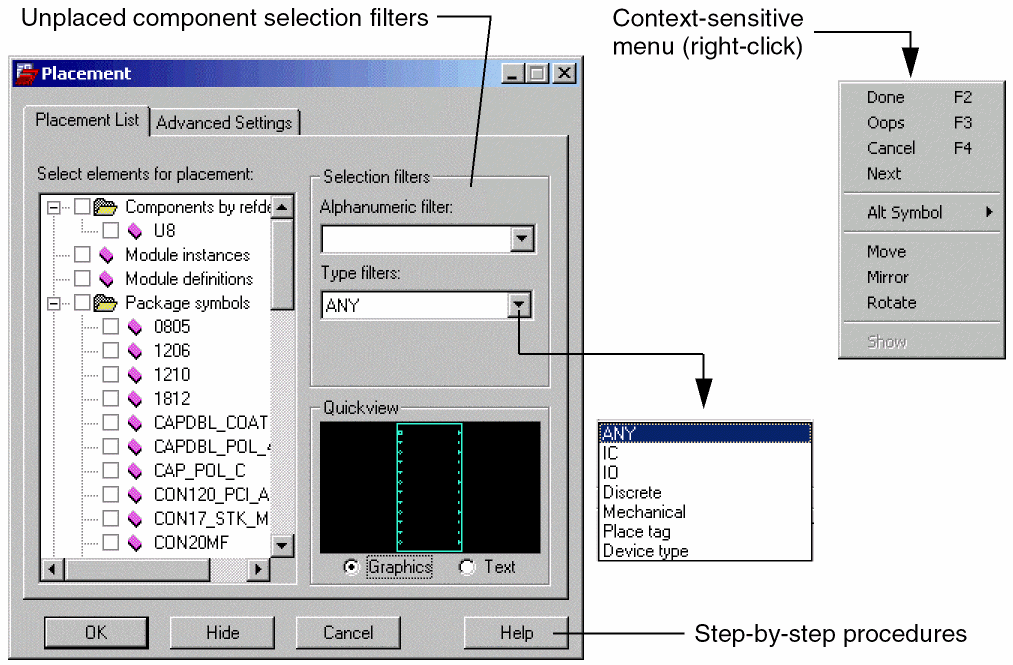 Unplaced component selection filters
Context-sensitive
menu (right-click)
Placement
Placement List
Advanced Settings
Select elements for placement:
Components by refde
U8
Module instances
Module definitions
Package symbols
0805
1206
1210
1812
CAPDBL_COAT
CAPDBL_POL_4
CAP_POL_C
CON120_PCI_A
CON17_STK_M
CON20MF
Selection filters
Alphanumeric filter:
Type filters:
ANY
Quickview
Graphics
Text
OK
Hide
Cancel
Help
Done F2
Oops F3
Cancel F4
Next
Alt Symbol
Move
Mirror
Rotate
Show
ANY
IC
IO
Discrete
Mechanical
Place tag
Device type
Step-by-step procedures